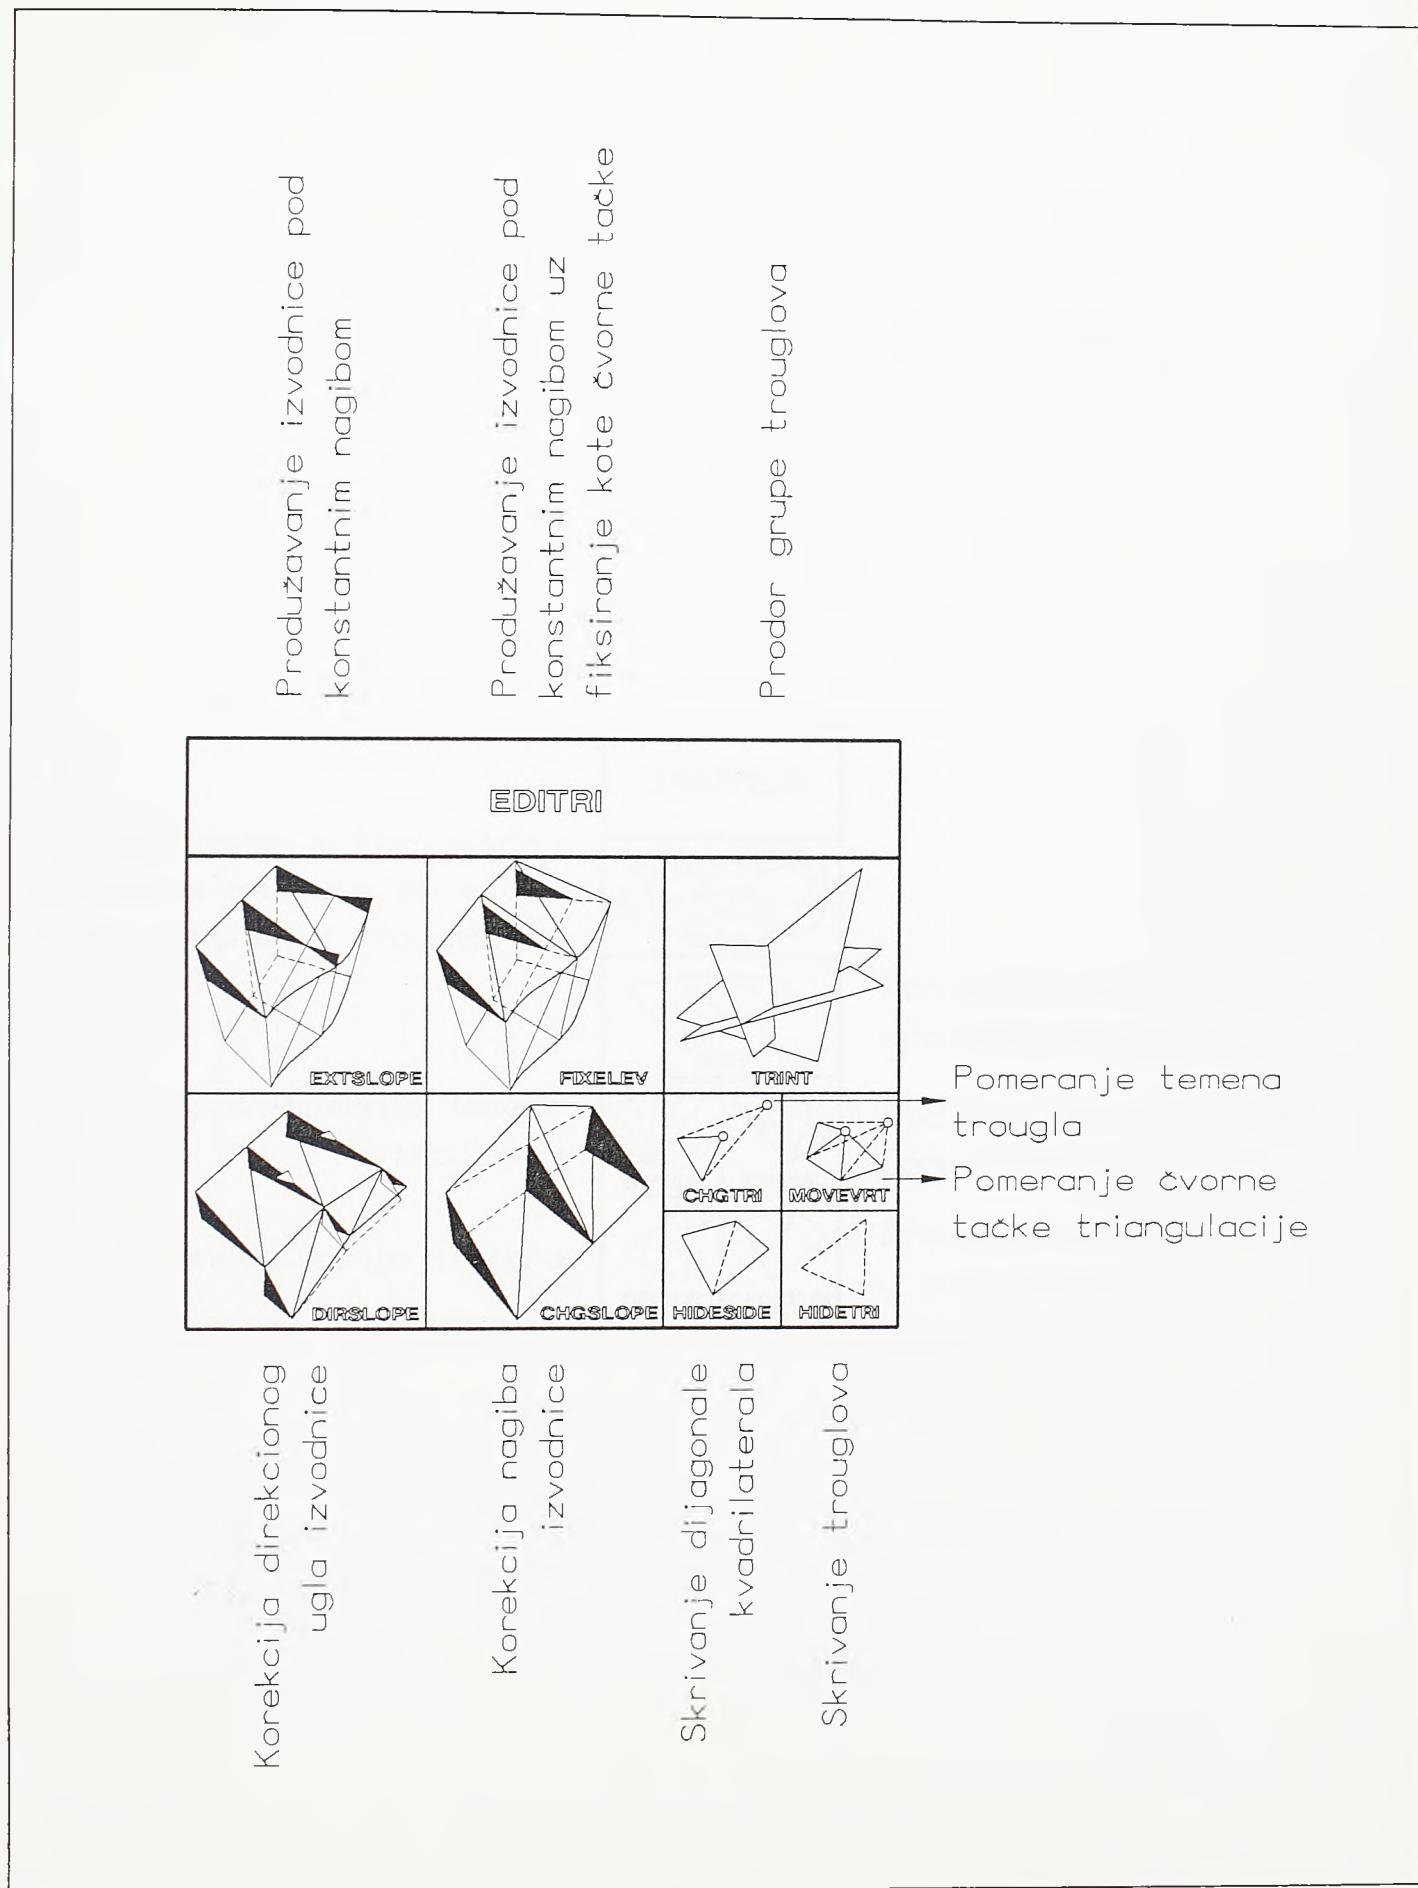 Produžavanje izvodnice pod
konstantnim nagibom
Produžavanje izvodnice pod
konstantnim nagibom uz
fiksiranje kote čvorne tačke
Prodor grupe trouglova
EDITRI
EXTSLOPE
FIXELEV
TRINT
Pomeranje temena
trougla
CHGTRI
MOVEVRT
Pomeranje čvorne
tačke triangulacije
DIRSLOPE
CHGSLOPE
HIDESIDE
HIDETRI
Korekcija direkcionog
ugla izvodnice
Korekcija nagiba
izvodnice
Skrivanje dijagonale
kvadrilaterala
Skrivanje trouglova